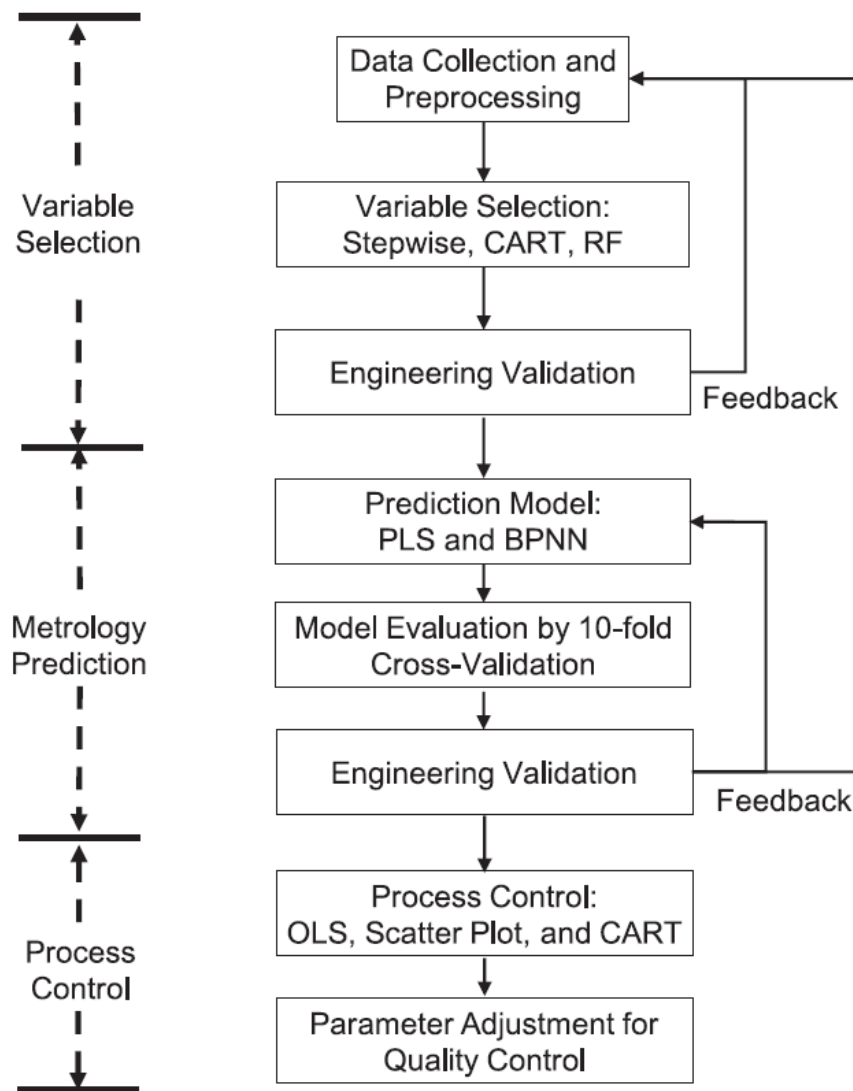 Data Collection and
Preprocessing
Variable
Selection
Variable Selection:
Stepwise, CART, RF
Engineering Validation
Feedback
Prediction Model:
PLS and BPNN
Metrology
Prediction
Model Evaluation by 10-fold
Cross-Validation
Engineering Validation
Feedback
Process
Control
Process Control:
OLS, Scatter Plot, and CART
Parameter Adjustment for
Quality Control